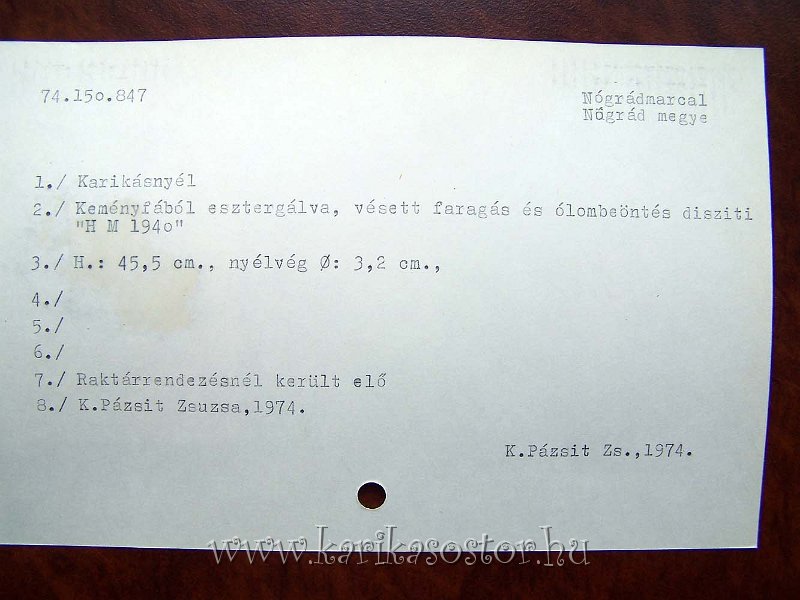 74.15o.847
Nógrádmarcal
Nógrád megye
1./ Karikásnyél
2./ Keményfából esztergálva, vésett faragás és ólombeöntés disziti
"H M 194o"
3./ H.: 45,5 cm., nyélvég Ø: 3,2 cm.,
4./
5./
6./
7./ Raktárrendezésnél került elő
8./ K.Pázsit Zsuzsa,1974.
K.Pázsit Zs.,1974.
www.karikasostor.hu